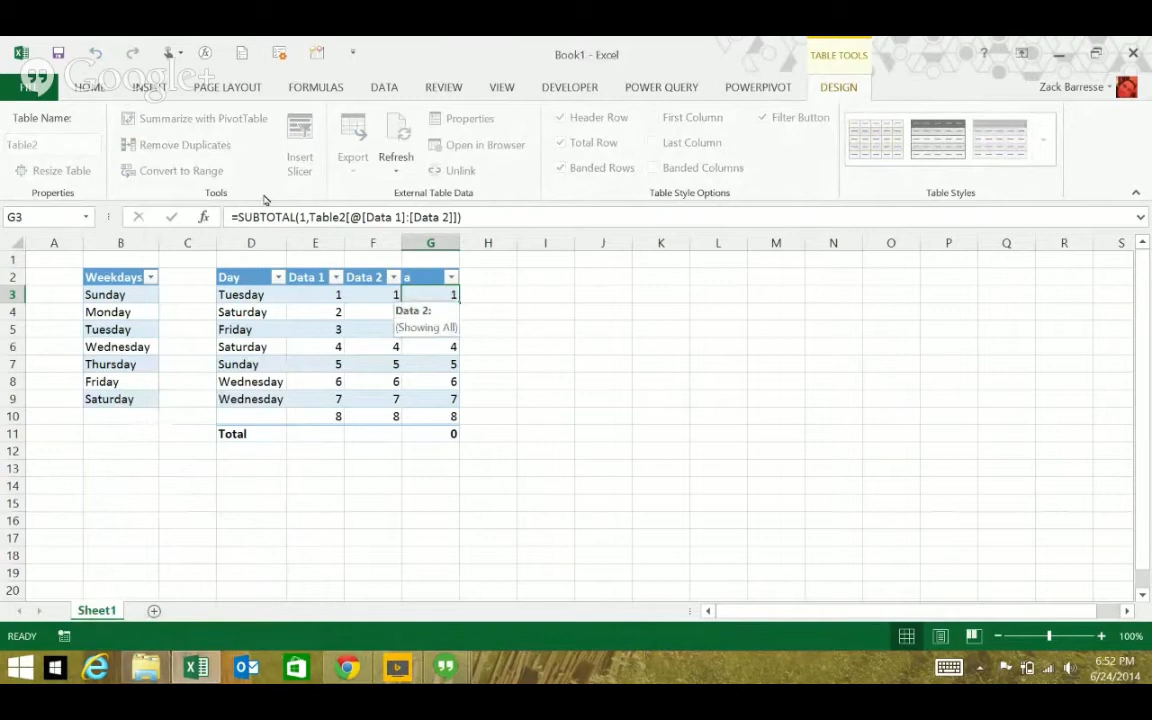 Book1 - Excel
TABLE TOOLS
Google+
FILE HOME INSERT PAGE LAYOUT FORMULAS DATA REVIEW VIEW DEVELOPER POWER QUERY POWERPIVOT DESIGN Zack Barresse
Table Name:
Table2
Resize Table
Properties
Summarize with PivotTable
Remove Duplicates
Convert to Range
Insert
Slicer
Tools
Export
Refresh
Properties
Open in Browser
Unlink
External Table Data
Header Row
Total Row
Banded Rows
First Column
Last Column
Banded Columns
Filter Button
Table Style Options
Table Styles
G3
fx
=SUBTOTAL(1,Table2[@[Data 1]:[Data 2]])
A B C D E F G H I J K L M N O P Q R S
1
2 Weekdays Day Data 1 Data 2 a
3 Sunday Tuesday 1 1 1
4 Monday Saturday 2
Data 2:
5 Tuesday Friday 3
(Showing All)
6 Wednesday Saturday 4 4 4
7 Thursday Sunday 5 5 5
8 Friday Wednesday 6 6 6
9 Saturday Wednesday 7 7 7
10 8 8 8
11 Total 0
12
13
14
15
16
17
18
19
20
Sheet1
READY
100%
6:52 PM
6/24/2014